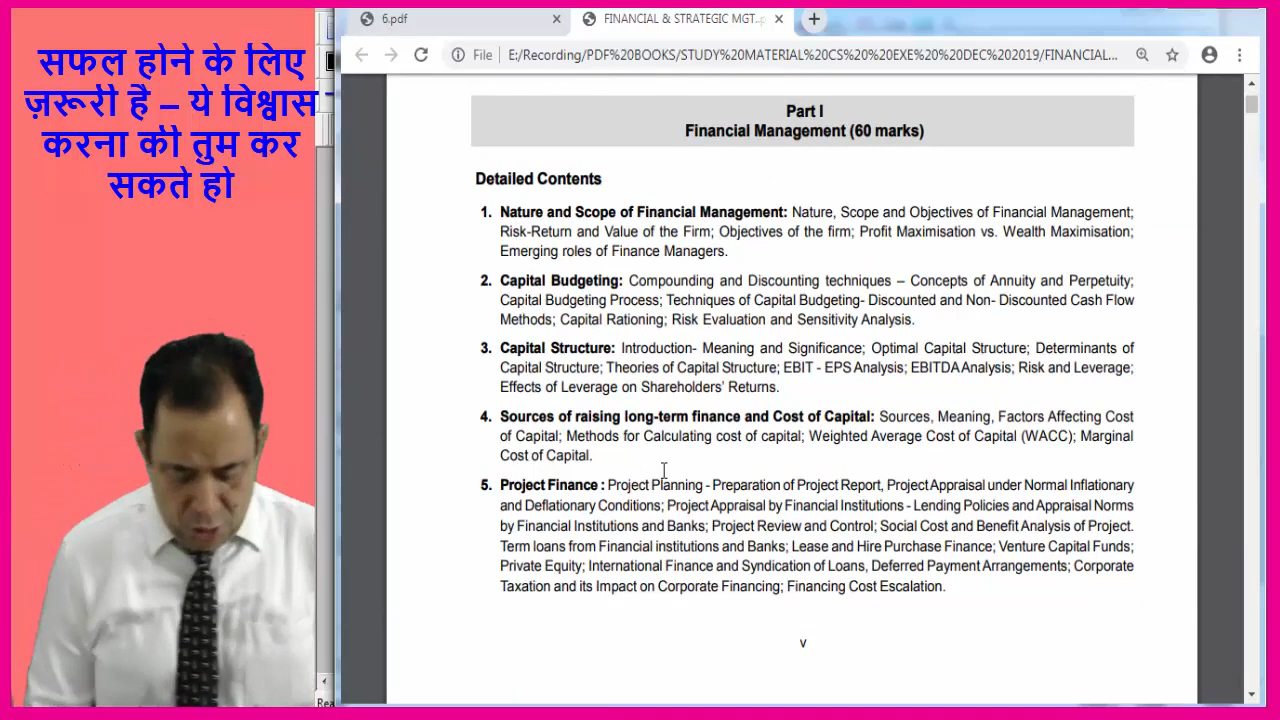 सफल होने के लिए
ज़रूरी है – ये विश्वास
करना की तुम कर
सकते हो
6.pdf
FINANCIAL & STRATEGIC MGT..p
File
E:/Recording/PDF%20BOOKS/STUDY%20MATERIAL%20CS%20%20EXE%20%20DEC%202019/FINANCIAL...
Part I
Financial Management (60 marks)
Detailed Contents
1. Nature and Scope of Financial Management: Nature, Scope and Objectives of Financial Management;
Risk-Return and Value of the Firm; Objectives of the firm; Profit Maximisation vs. Wealth Maximisation;
Emerging roles of Finance Managers.
2. Capital Budgeting: Compounding and Discounting techniques – Concepts of Annuity and Perpetuity;
Capital Budgeting Process; Techniques of Capital Budgeting- Discounted and Non- Discounted Cash Flow
Methods; Capital Rationing; Risk Evaluation and Sensitivity Analysis.
3. Capital Structure: Introduction- Meaning and Significance; Optimal Capital Structure; Determinants of
Capital Structure; Theories of Capital Structure; EBIT - EPS Analysis; EBITDA Analysis; Risk and Leverage;
Effects of Leverage on Shareholders' Returns.
4. Sources of raising long-term finance and Cost of Capital: Sources, Meaning, Factors Affecting Cost
of Capital; Methods for Calculating cost of capital; Weighted Average Cost of Capital (WACC); Marginal
Cost of Capital.
5. Project Finance : Project Planning - Preparation of Project Report, Project Appraisal under Normal Inflationary
and Deflationary Conditions; Project Appraisal by Financial Institutions - Lending Policies and Appraisal Norms
by Financial Institutions and Banks; Project Review and Control; Social Cost and Benefit Analysis of Project.
Term loans from Financial institutions and Banks; Lease and Hire Purchase Finance; Venture Capital Funds;
Private Equity; International Finance and Syndication of Loans, Deferred Payment Arrangements; Corporate
Taxation and its Impact on Corporate Financing; Financing Cost Escalation.
v
Rea